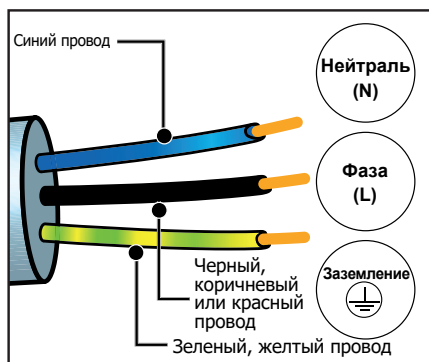 Синий провод
Нейтраль
(N)
Фаза
(L)
Заземление
Черный,
коричневый
или красный
провод
Зеленый, желтый провод